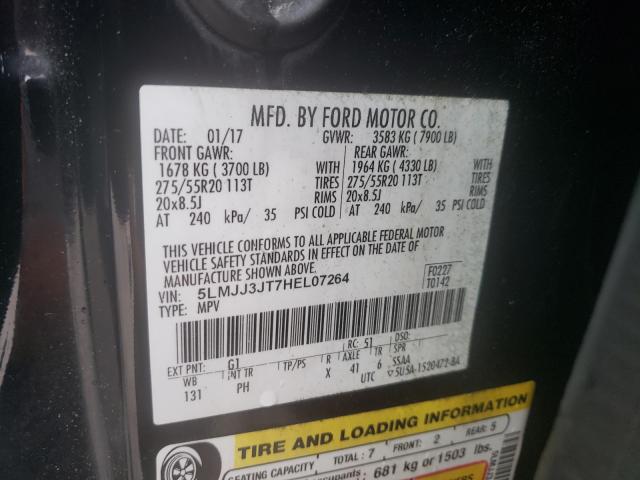 MFD. BY FORD MOTOR CO.
DATE: 01/17 GVWR: 3583 KG ( 7900 LB)
FRONT GAWR: REAR GAWR:
1678 KG ( 3700 LB) WITH 1964 KG ( 4330 LB) WITH
275/55R20 113T TIRES 275/55R20 113T TIRES
20x8.5J RIMS 20x8.5J RIMS
AT 240 kPa/ 35 PSI COLD AT 240 kPa/ 35 PSI COLD
THIS VEHICLE CONFORMS TO ALL APPLICABLE FEDERAL MOTOR
VEHICLE SAFETY STANDARDS IN EFFECT ON THE DATE OF
MANUFACTURE SHOWN ABOVE.
VIN: 5LMJJ3JT7HEL07264 F0227
TYPE: MPV T0142
RC: 51 DSO:
EXT PNT: G1 R AXLE TR SPR
WB INT TR TP/PS X 41 6 SSAA
131 PH UTC 5USA-1520472-BA
TIRE AND LOADING INFORMATION
SEATING CAPACITY TOTAL: 7 FRONT: 2 REAR: 5
681 kg or 1503 lbs.